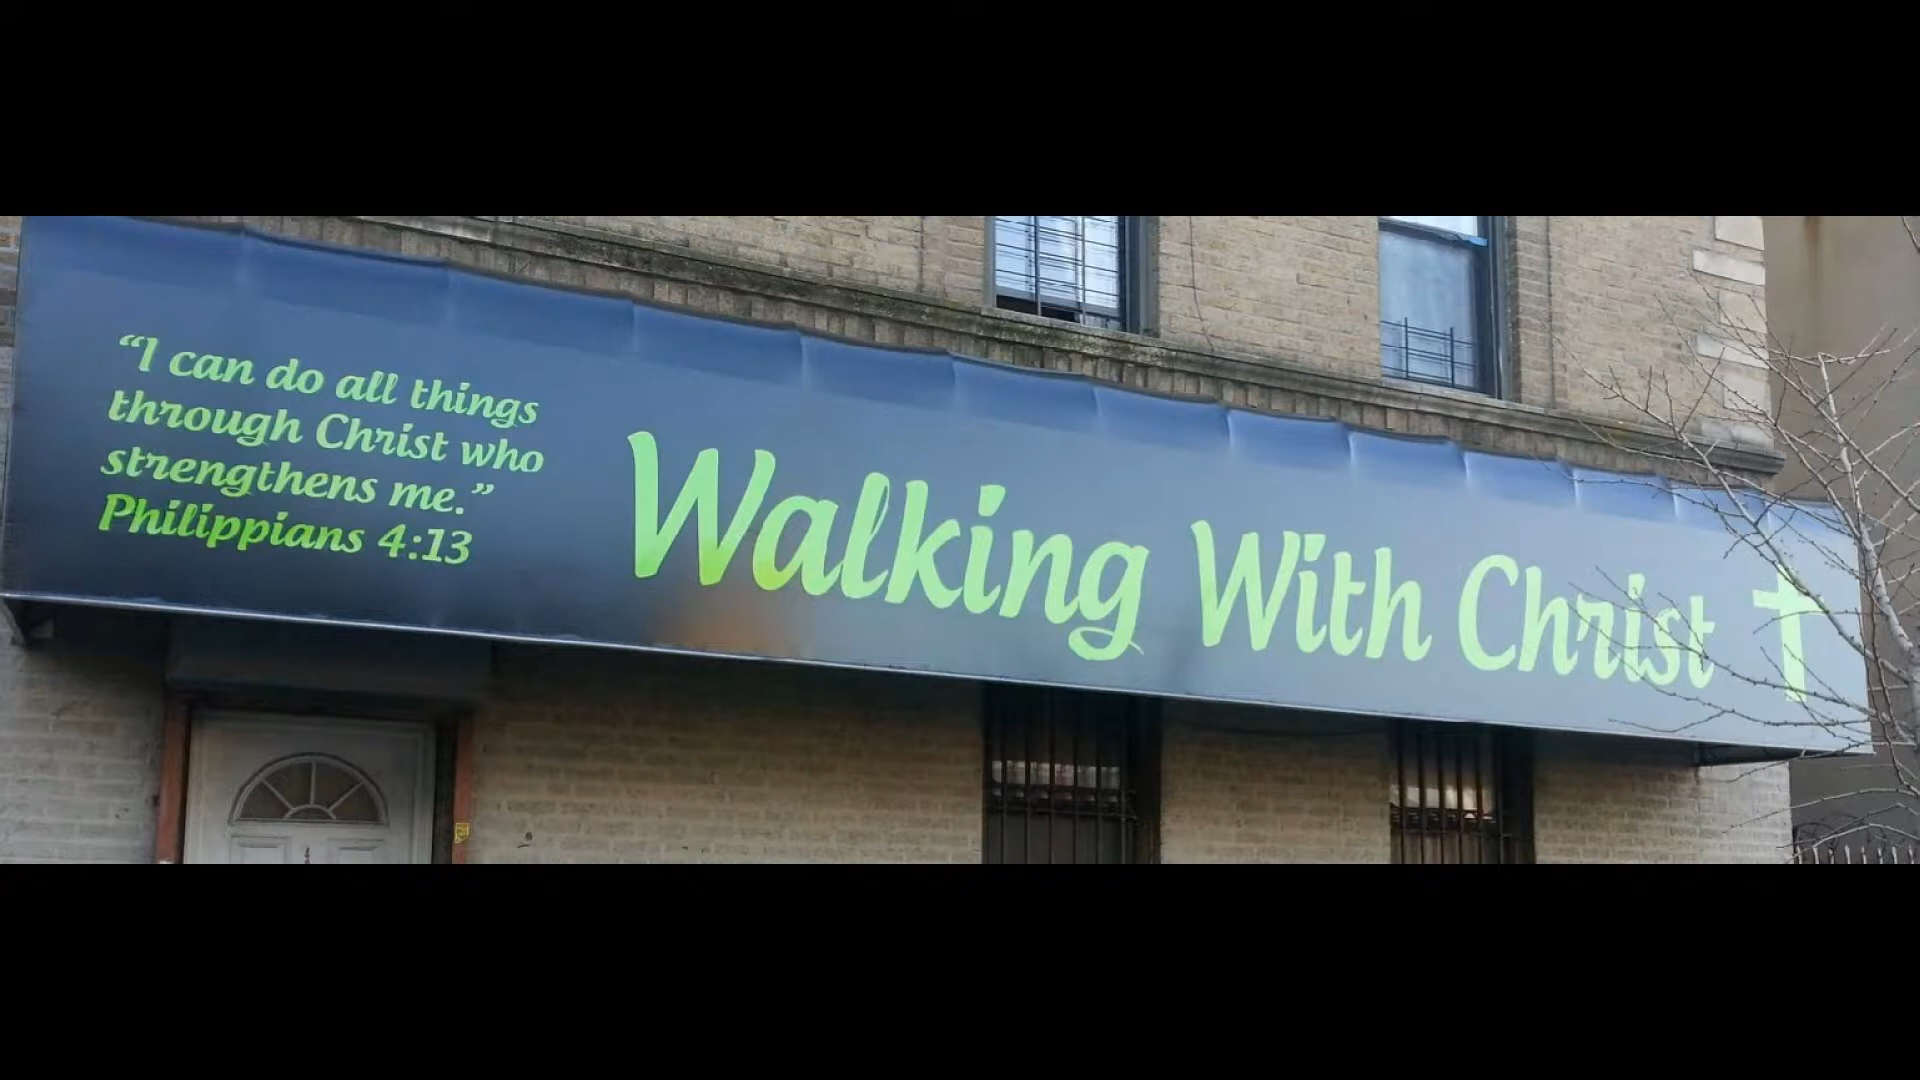 “I can do all things
through Christ who
strengthens me.”
Philippians 4:13
Walking With Christ